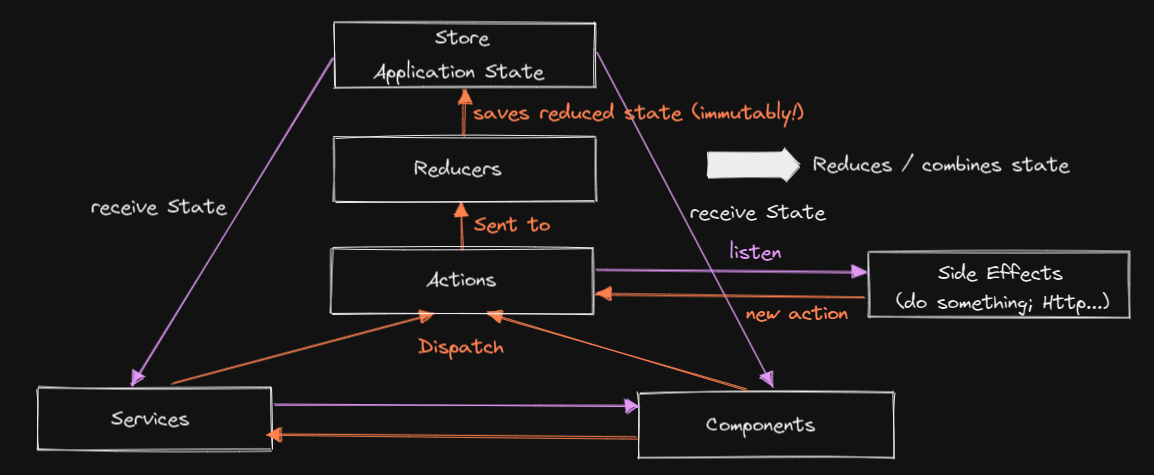 Store
Application State
saves reduced state (immutably!)
Reducers
Reduces / combines state
receive State
receive State
Sent to
listen
Actions
Side Effects
(do something; Http...)
new action
Dispatch
Services
Components